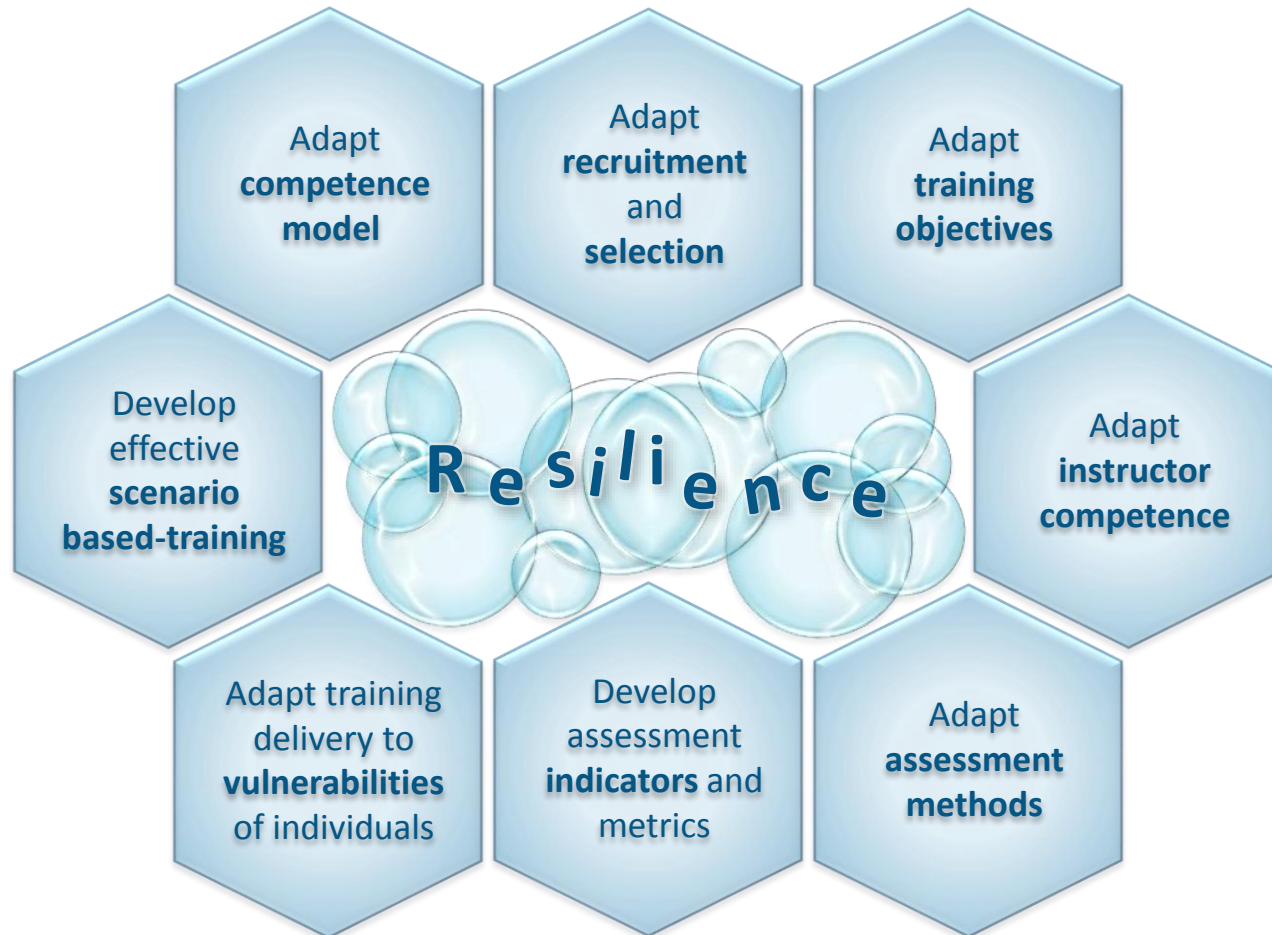 Adapt
competence
model
Adapt
recruitment
and
selection
Adapt
training
objectives
Develop
effective
scenario
based-training
Resilience
Adapt
instructor
competence
Adapt training
delivery to
vulnerabilities
of individuals
Develop
assessment
indicators and
metrics
Adapt
assessment
methods